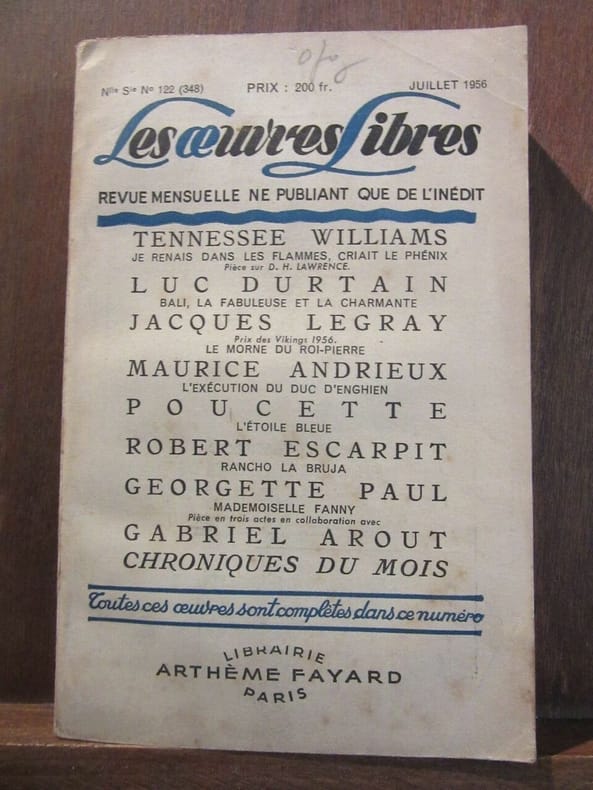 Nlle Sie No 122 (348) PRIX : 200 fr. JUILLET 1956
Les œuvres Libres
REVUE MENSUELLE NE PUBLIANT QUE DE L'INÉDIT
TENNESSEE WILLIAMS
JE RENAIS DANS LES FLAMMES, CRIAIT LE PHÉNIX
Pièce sur D. H. LAWRENCE.
LUC DURTAIN
BALI, LA FABULEUSE ET LA CHARMANTE
JACQUES LEGRAY
Prix des Vikings 1956.
LE MORNE DU ROI-PIERRE
MAURICE ANDRIEUX
L'EXÉCUTION DU DUC D'ENGHIEN
POUCETTE
L'ÉTOILE BLEUE
ROBERT ESCARPIT
RANCHO LA BRUJA
GEORGETTE PAUL
MADEMOISELLE FANNY
Pièce en trois actes en collaboration avec
GABRIEL AROUT
CHRONIQUES DU MOIS
Toutes ces œuvres sont complètes dans ce numéro
LIBRAIRIE
ARTHÈME FAYARD
PARIS